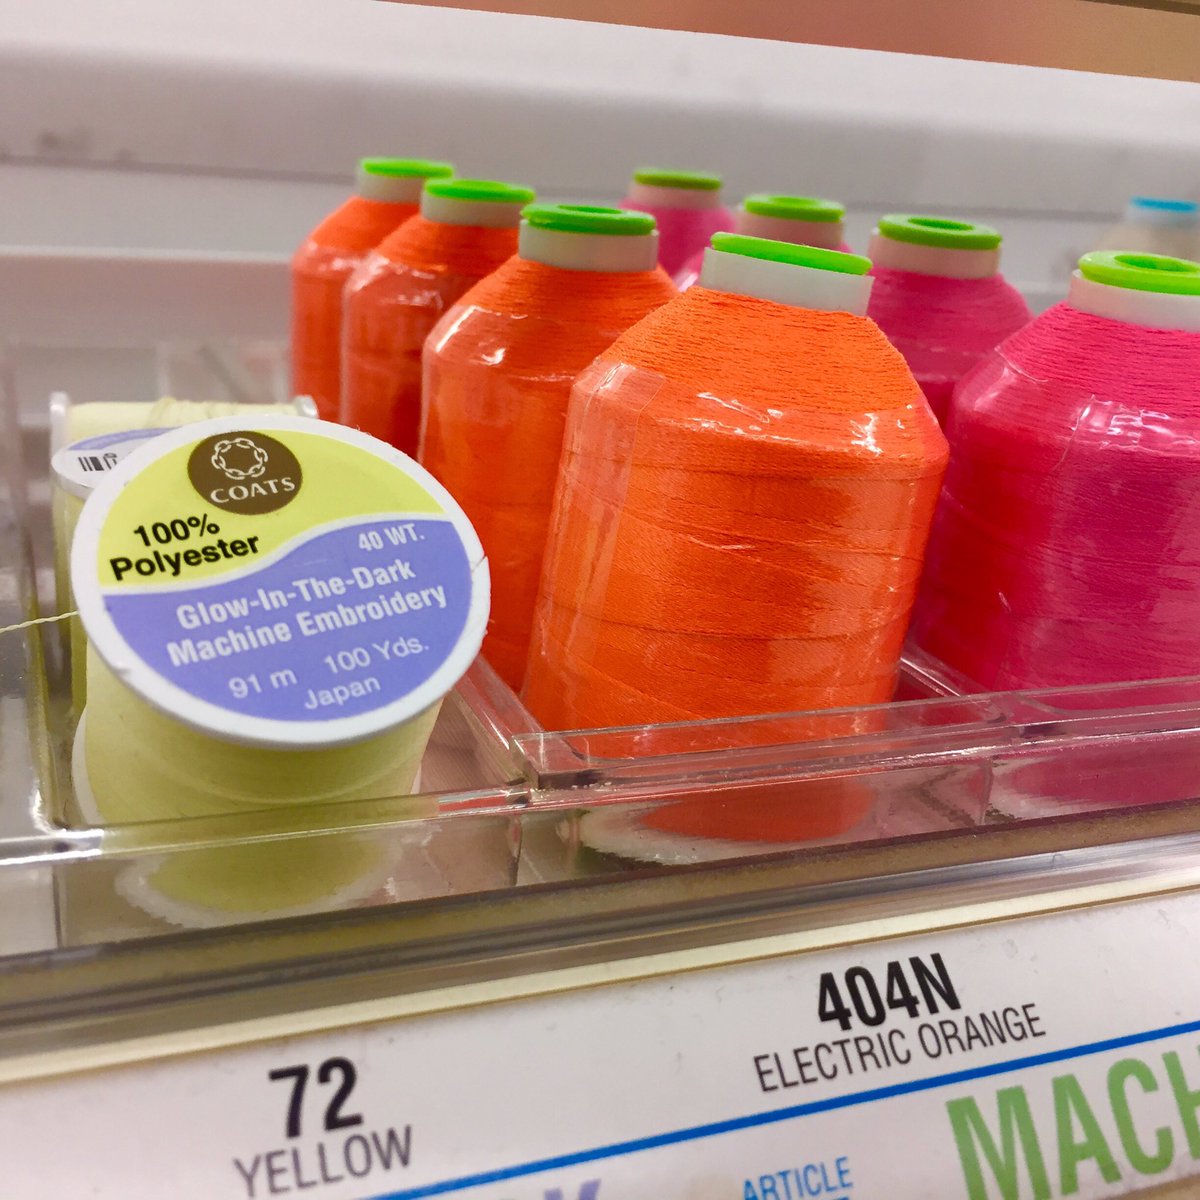 COATS
100%
Polyester
40 WT.
Glow-In-The-Dark
Machine Embroidery
91 m 100 Yds.
Japan
404N
ELECTRIC ORANGE
72
YELLOW
MACH
ARTICLE